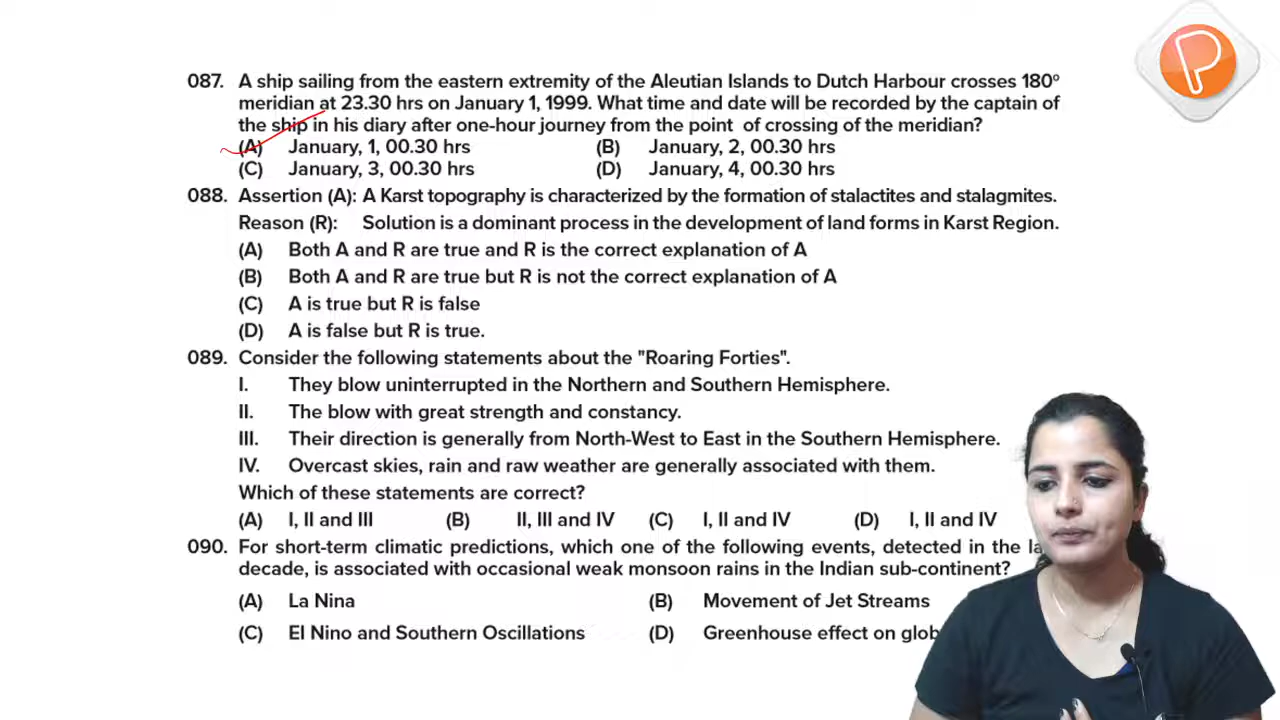 087. A ship sailing from the eastern extremity of the Aleutian Islands to Dutch Harbour crosses 180º
meridian at 23.30 hrs on January 1, 1999. What time and date will be recorded by the captain of
the ship in his diary after one-hour journey from the point of crossing of the meridian?
(A) January, 1, 00.30 hrs (B) January, 2, 00.30 hrs
(C) January, 3, 00.30 hrs (D) January, 4, 00.30 hrs
088. Assertion (A): A Karst topography is characterized by the formation of stalactites and stalagmites.
Reason (R): Solution is a dominant process in the development of land forms in Karst Region.
(A) Both A and R are true and R is the correct explanation of A
(B) Both A and R are true but R is not the correct explanation of A
(C) A is true but R is false
(D) A is false but R is true.
089. Consider the following statements about the "Roaring Forties".
I. They blow uninterrupted in the Northern and Southern Hemisphere.
II. The blow with great strength and constancy.
III. Their direction is generally from North-West to East in the Southern Hemisphere.
IV. Overcast skies, rain and raw weather are generally associated with them.
Which of these statements are correct?
(A) I, II and III (B) II, III and IV (C) I, II and IV (D) I, II and IV
090. For short-term climatic predictions, which one of the following events, detected in the
decade, is associated with occasional weak monsoon rains in the Indian sub-continent?
(A) La Nina (B) Movement of Jet Streams
(C) El Nino and Southern Oscillations (D) Greenhouse effect on